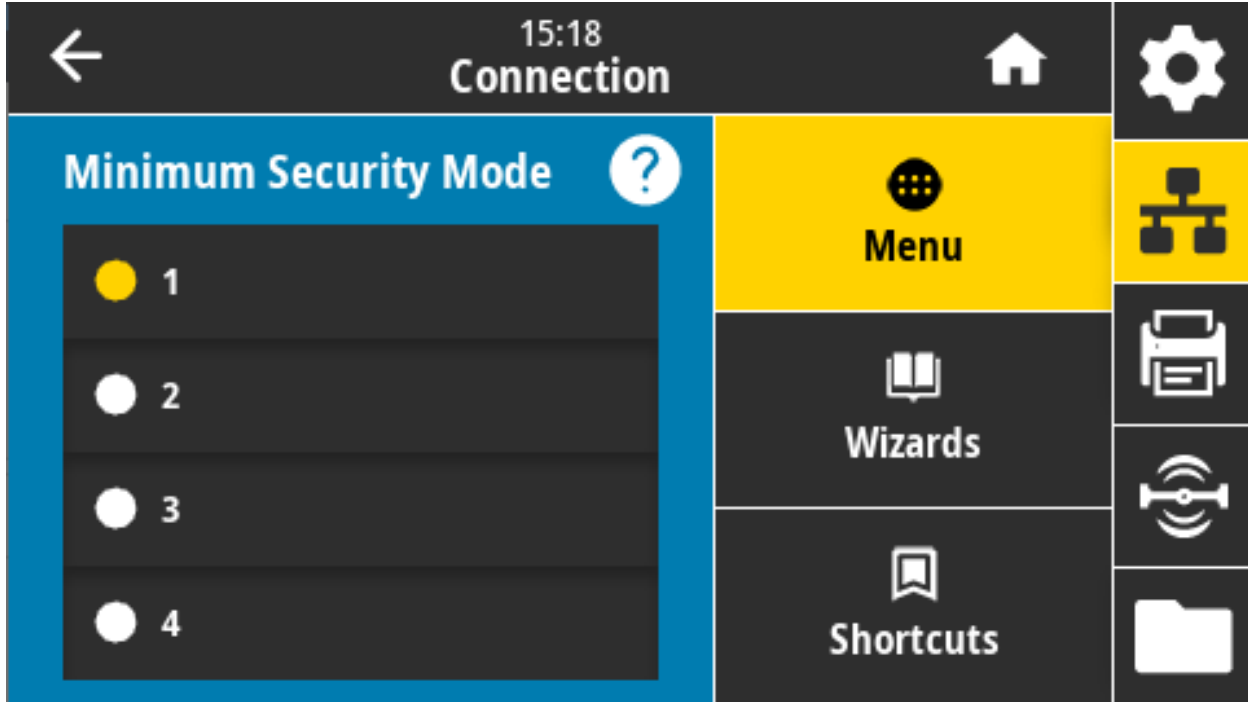 15:18
Connection
Minimum Security Mode
?
1
2
3
4
Menu
Wizards
Shortcuts